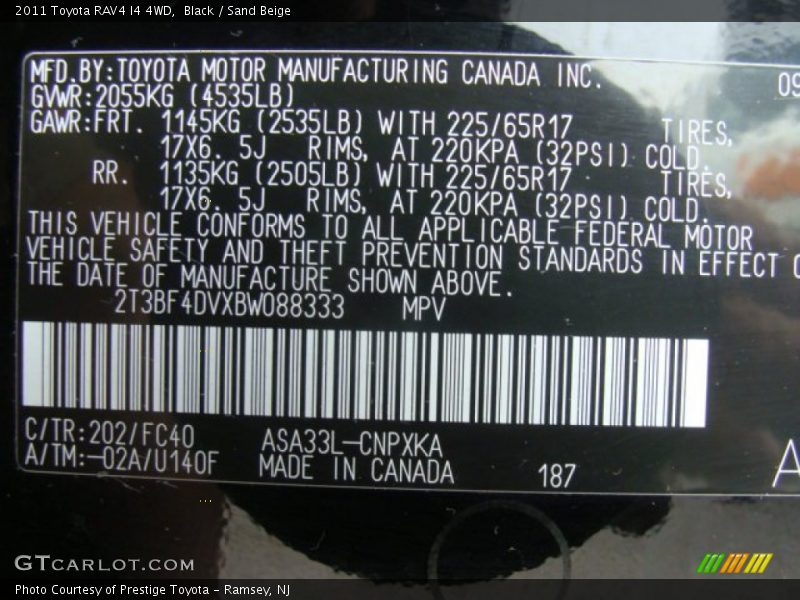 2011 Toyota RAV4 I4 4WD,  Black / Sand Beige
MFD.BY:TOYOTA MOTOR MANUFACTURING CANADA INC. 09
GWVR:2055KG (4535LB)
GAWR:FRT. 1145KG (2535LB) WITH 225/65R17 TIRES,
17X6. 5J RIMS, AT 220KPA (32PSI) COLD.
RR. 1135KG (2505LB) WITH 225/65R17 TIRES,
17X6. 5J RIMS, AT 220KPA (32PSI) COLD.
THIS VEHICLE CONFORMS TO ALL APPLICABLE FEDERAL MOTOR
VEHICLE SAFETY AND THEFT PREVENTION STANDARDS IN EFFECT
THE DATE OF MANUFACTURE SHOWN ABOVE.
2T3BF4DVXBW088333 MPV
C/TR:202/FC40 ASA33L-CNPXKA
A/TM:-02A/U140F MADE IN CANADA 187 A
GTCARLOT.COM
Photo Courtesy of Prestige Toyota - Ramsey, NJ